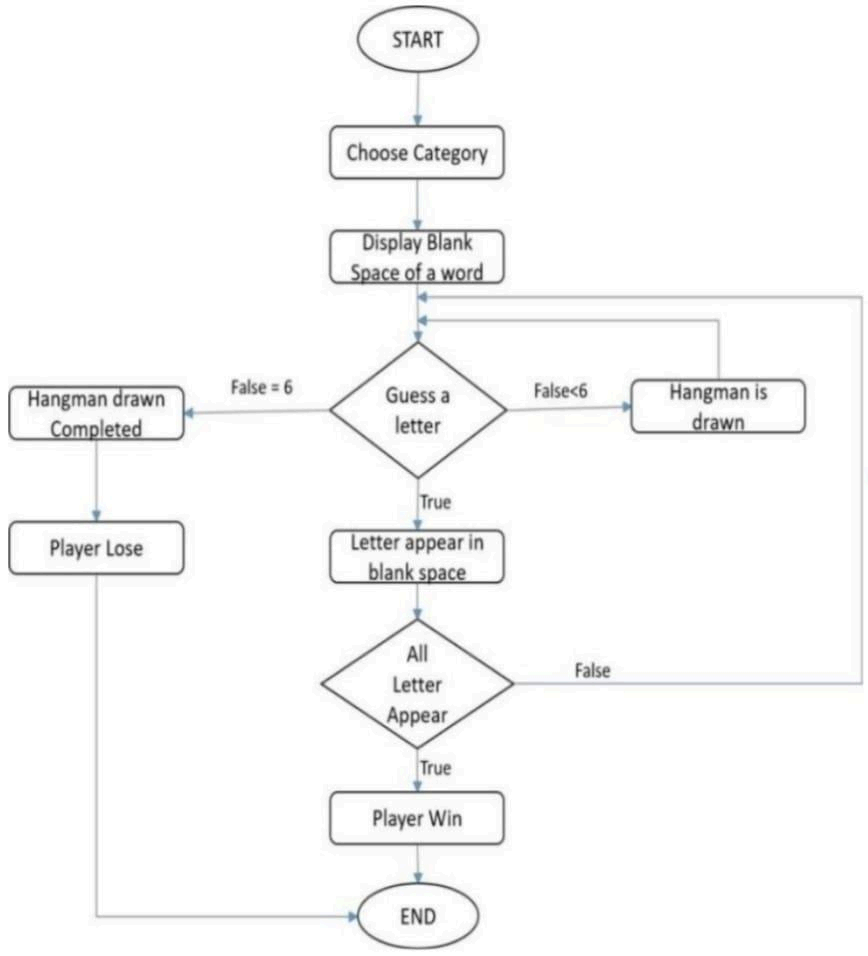 START
Choose Category
Display Blank
Space of a word
False = 6
Guess a
letter
False<6
Hangman drawn
Completed
Hangman is
drawn
True
Player Lose
Letter appear in
blank space
All
Letter
Appear
False
True
Player Win
END